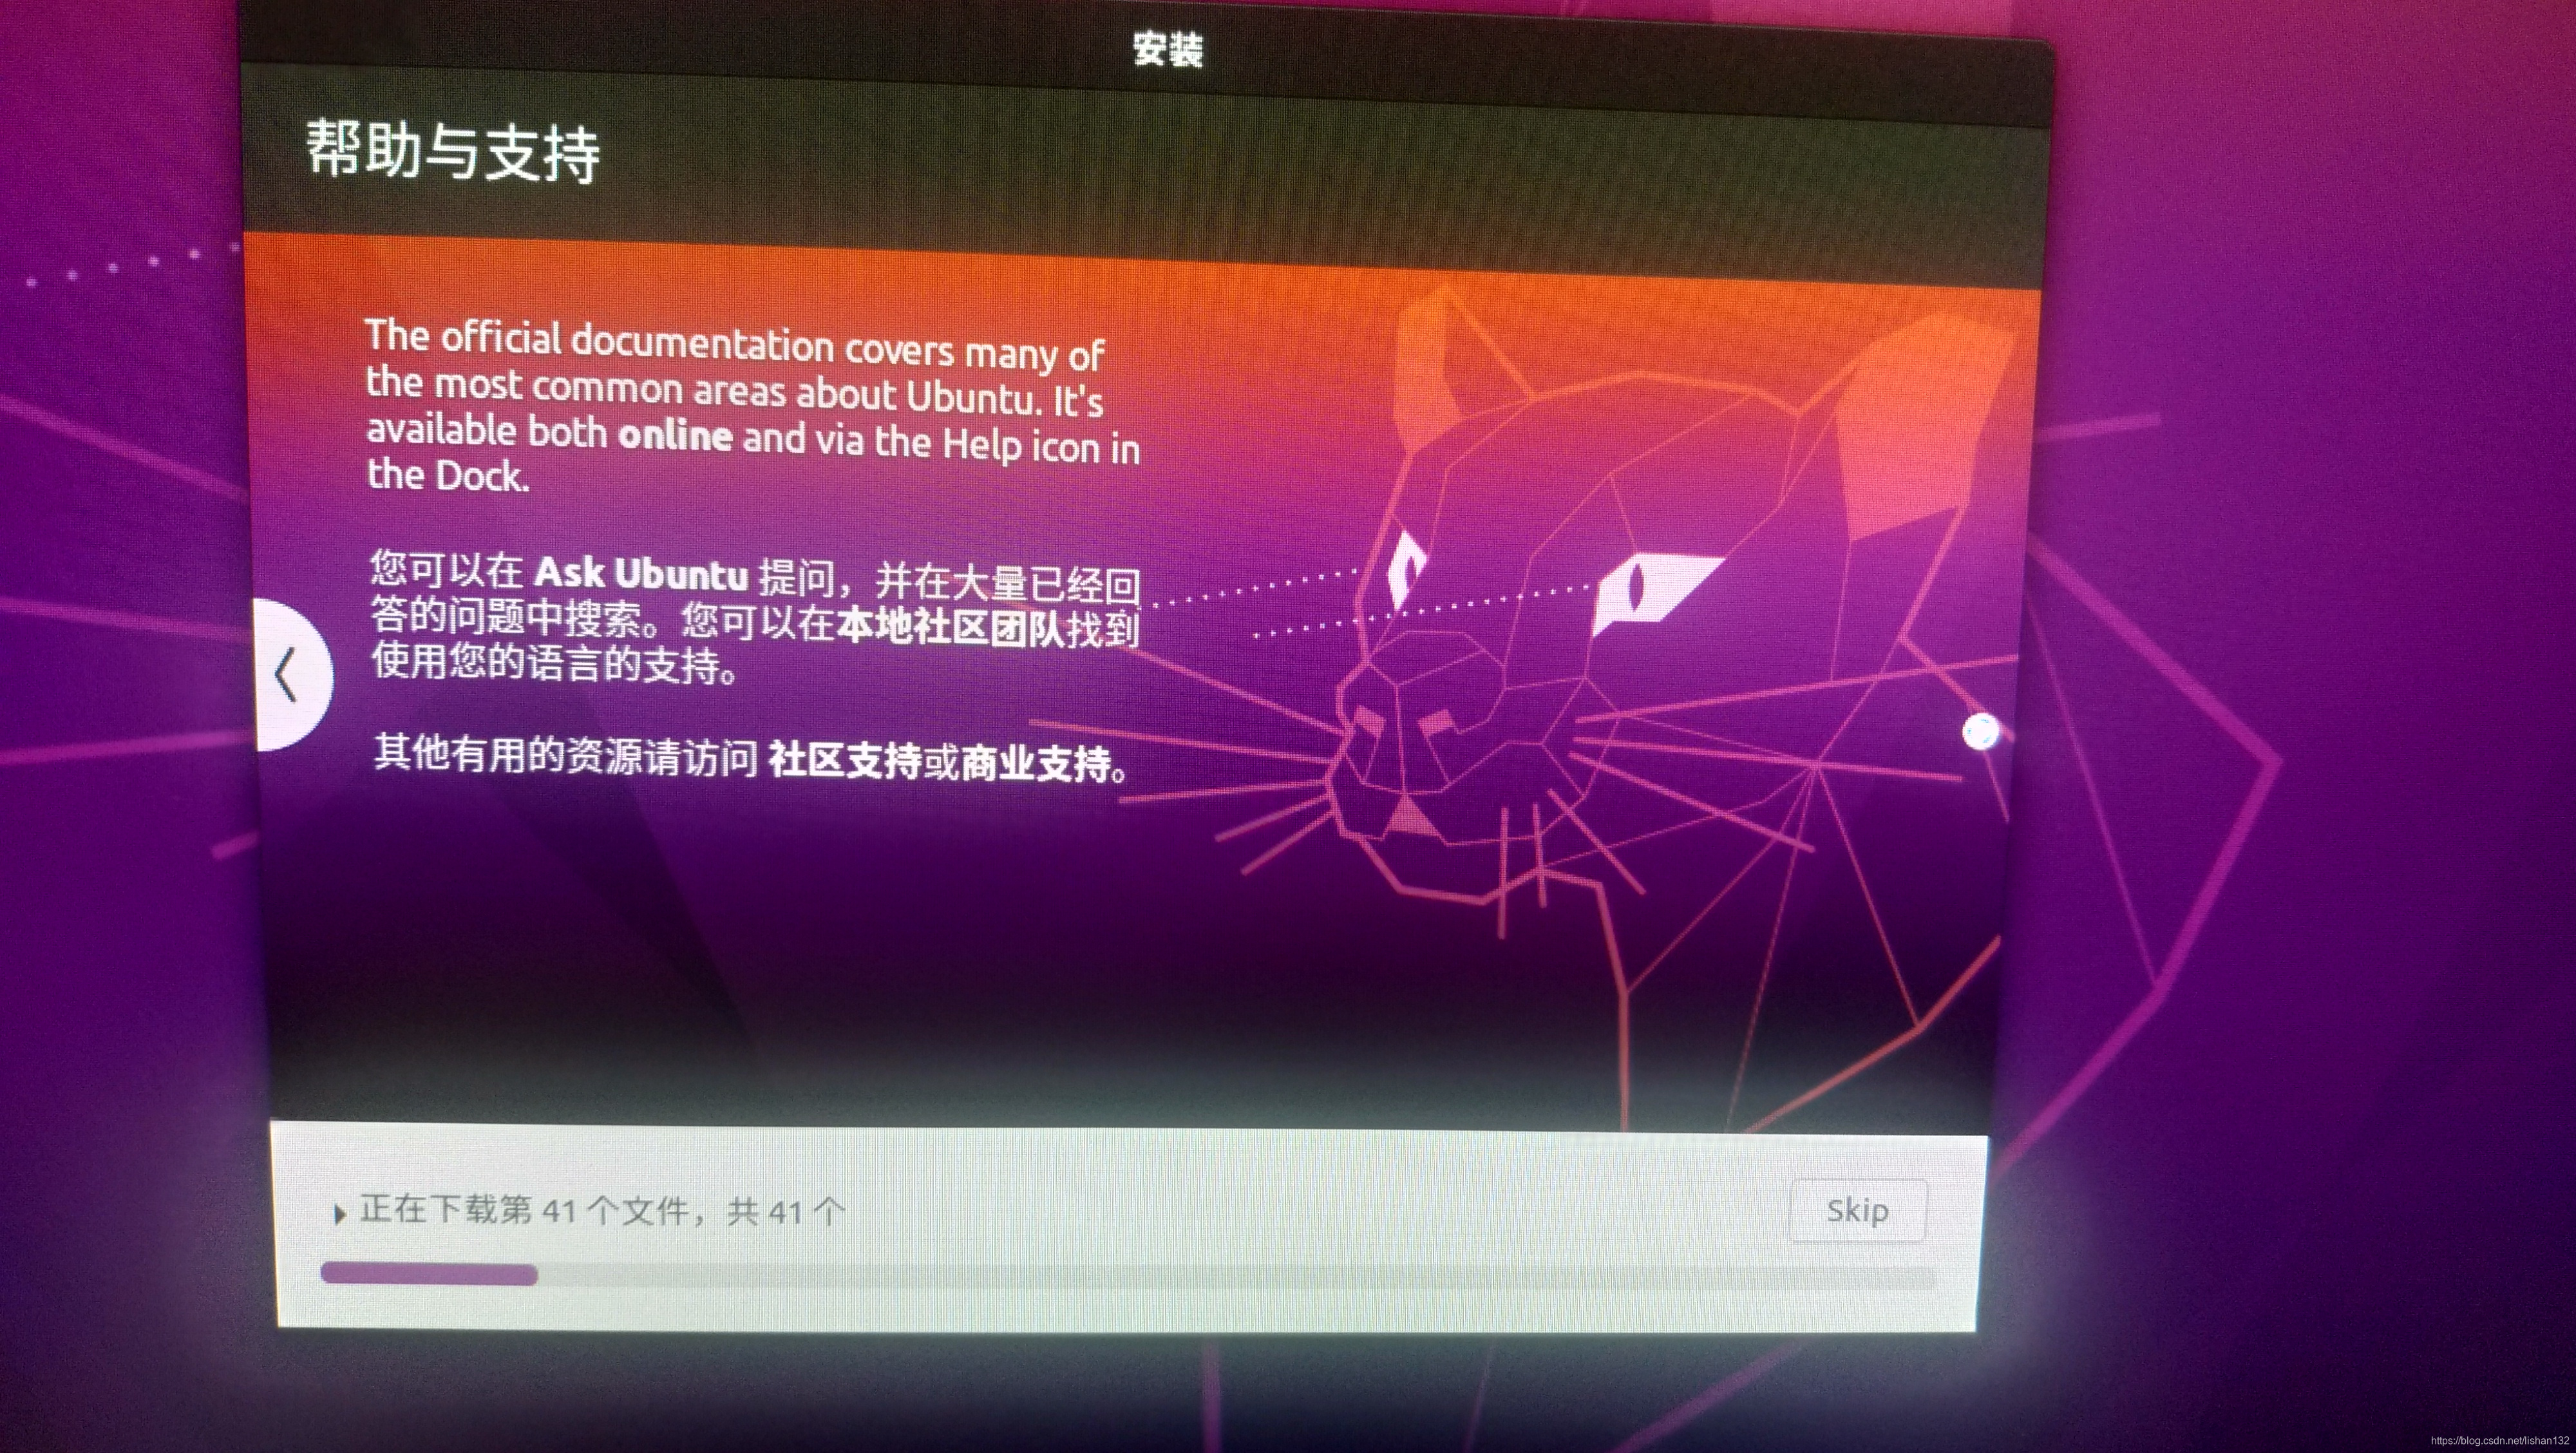 安装
帮助与支持
The official documentation covers many of
the most common areas about Ubuntu. It's
available both online and via the Help icon in
the Dock.
您可以在 Ask Ubuntu 提问，并在大量已经回
答的问题中搜索。您可以在本地社区团队找到
使用您的语言的支持。
其他有用的资源请访问 社区支持或商业支持。
正在下载第 41 个文件，共 41 个
Skip
https://blog.csdn.net/lishan132